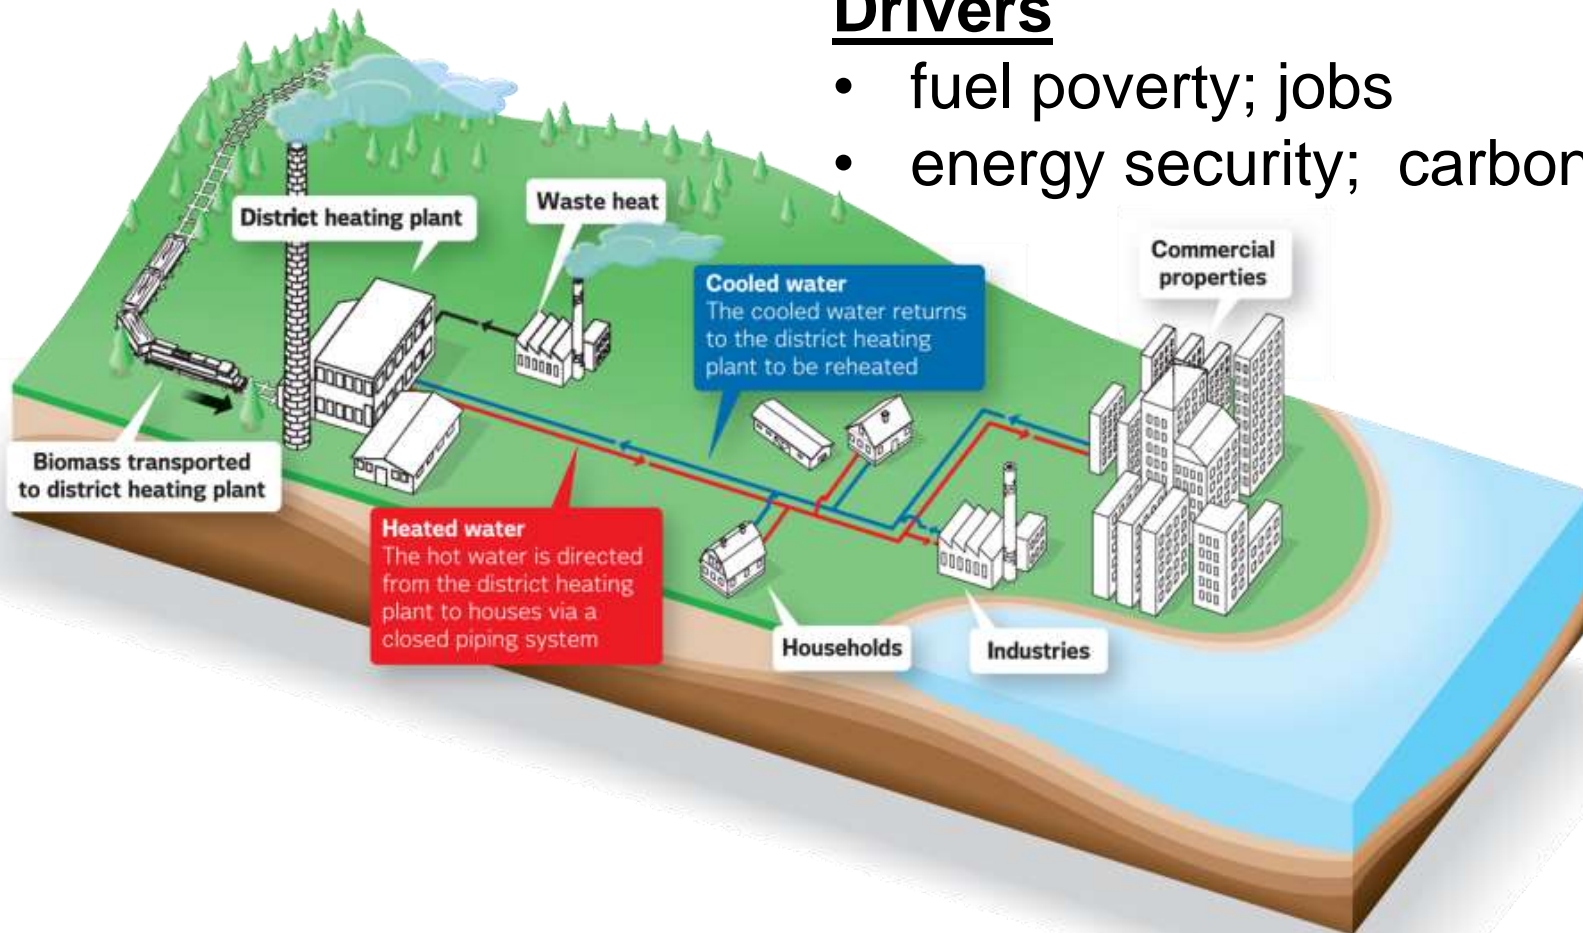 Drivers
• fuel poverty; jobs
• energy security;  carbon
District heating plant
Waste heat
Commercial
properties
Cooled water
The cooled water returns
to the district heating
plant to be reheated
Biomass transported
to district heating plant
Heated water
The hot water is directed
from the district heating
plant to houses via a
closed piping system
Households
Industries